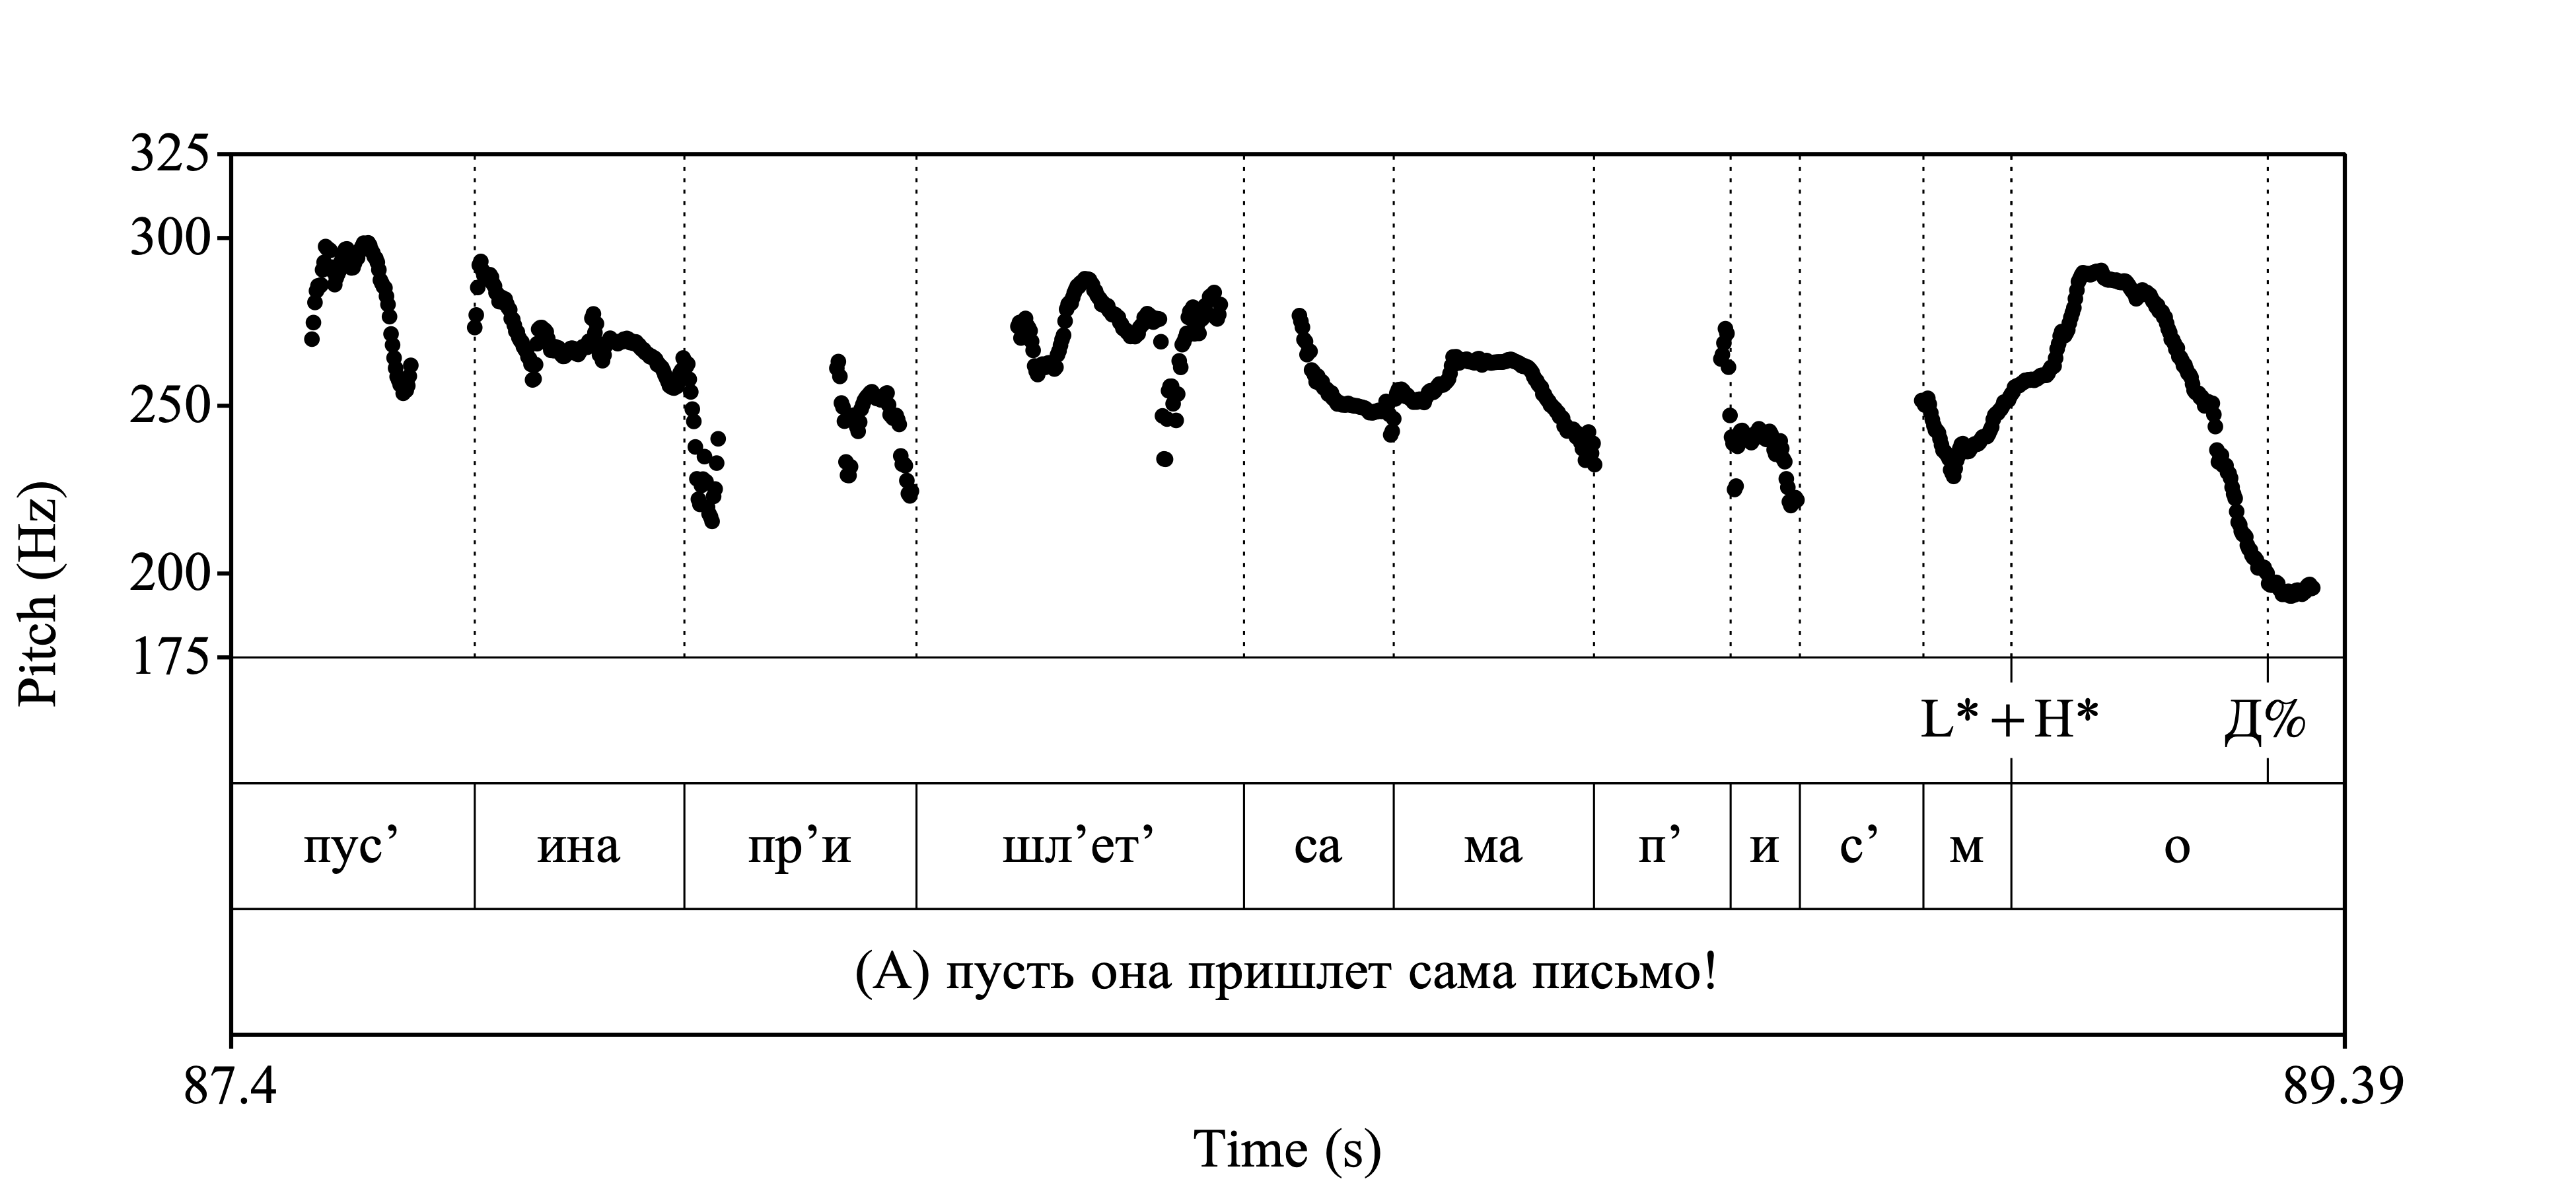 325
300
250
200
175
Pitch (Hz)
L* + H* Д%
пус’ ина пр’и шл’ет’ са ма п’ и с’ м о
(А) пусть она пришлет сама письмо!
87.4 89.39
Time (s)